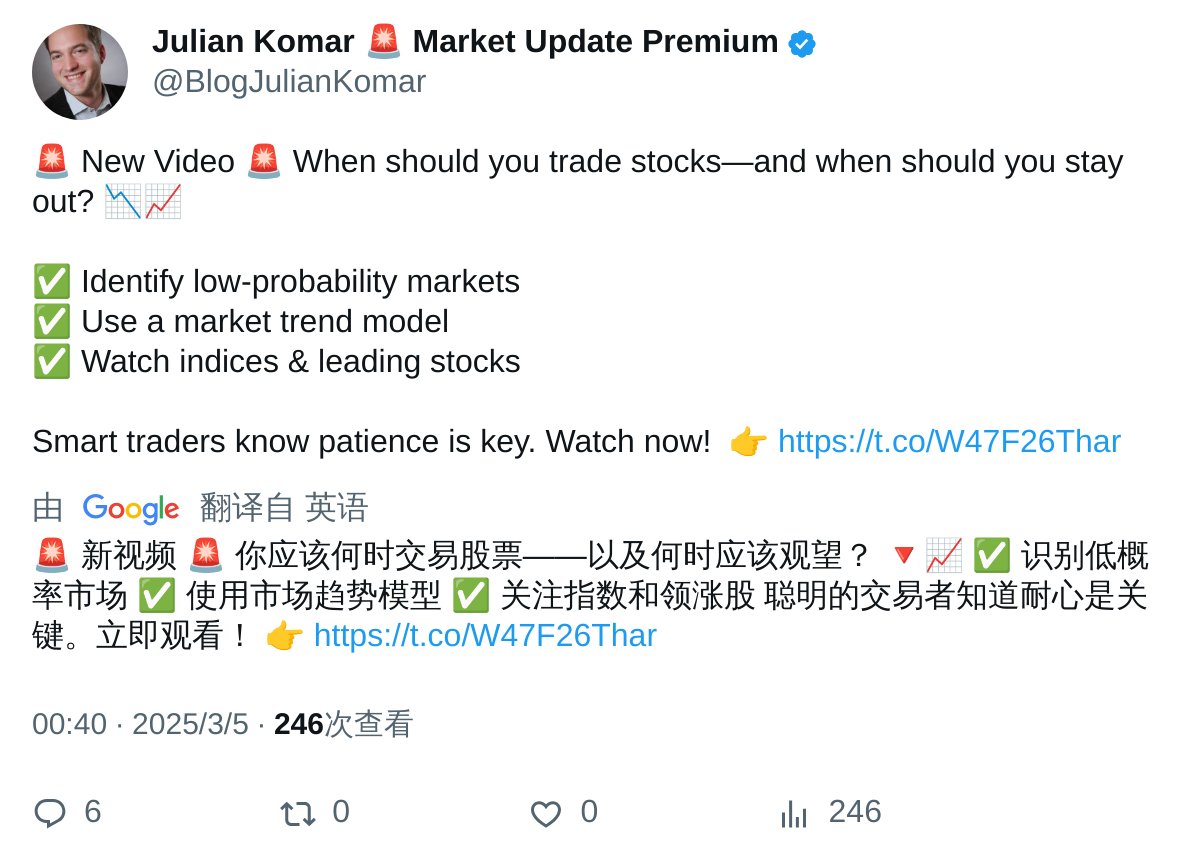 Julian Komar 🚨 Market Update Premium
@BlogJulianKomar
🚨 New Video 🚨 When should you trade stocks—and when should you stay
out? 📉📈
✅ Identify low-probability markets
✅ Use a market trend model
✅ Watch indices & leading stocks
Smart traders know patience is key. Watch now! 👉 https://t.co/W47F26Thar
由 Google 翻译自 英语
🚨 新视频 🚨 你应该何时交易股票——以及何时应该观望？ 🔻📈 ✅ 识别低概
率市场 ✅ 使用市场趋势模型 ✅ 关注指数和领涨股 聪明的交易者知道耐心是关
键。立即观看！ 👉 https://t.co/W47F26Thar
00:40 · 2025/3/5 · 246次查看
6 0 0 246